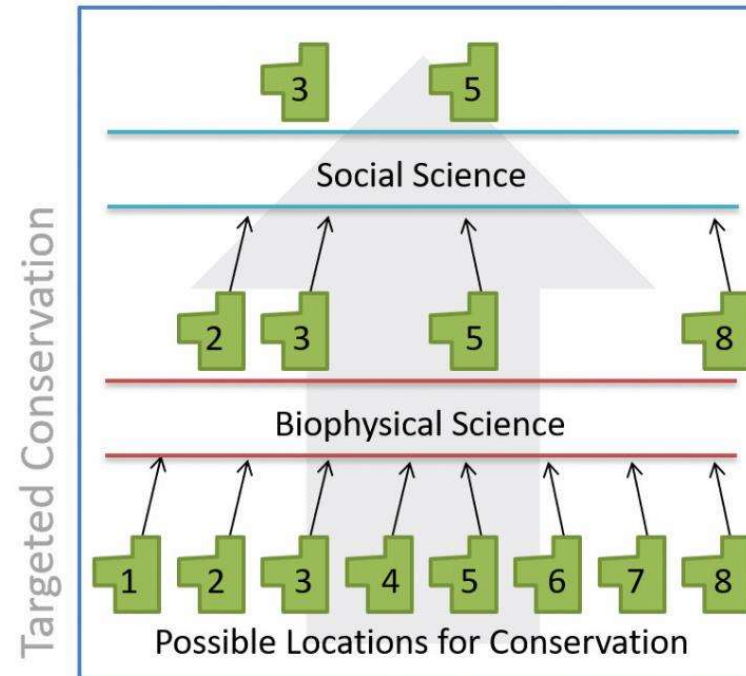 Targeted Conservation
3 5
Social Science
2 3 5 8
Biophysical Science
1 2 3 4 5 6 7 8
Possible Locations for Conservation